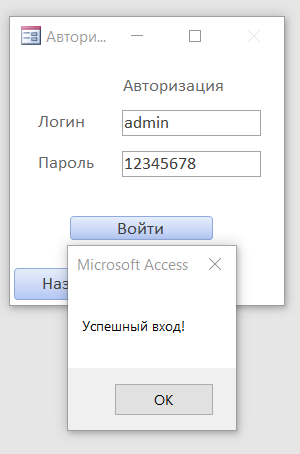 Автори...
Авторизация
Логин
admin
Пароль
12345678
Войти
Microsoft Access
Успешный вход!
OK